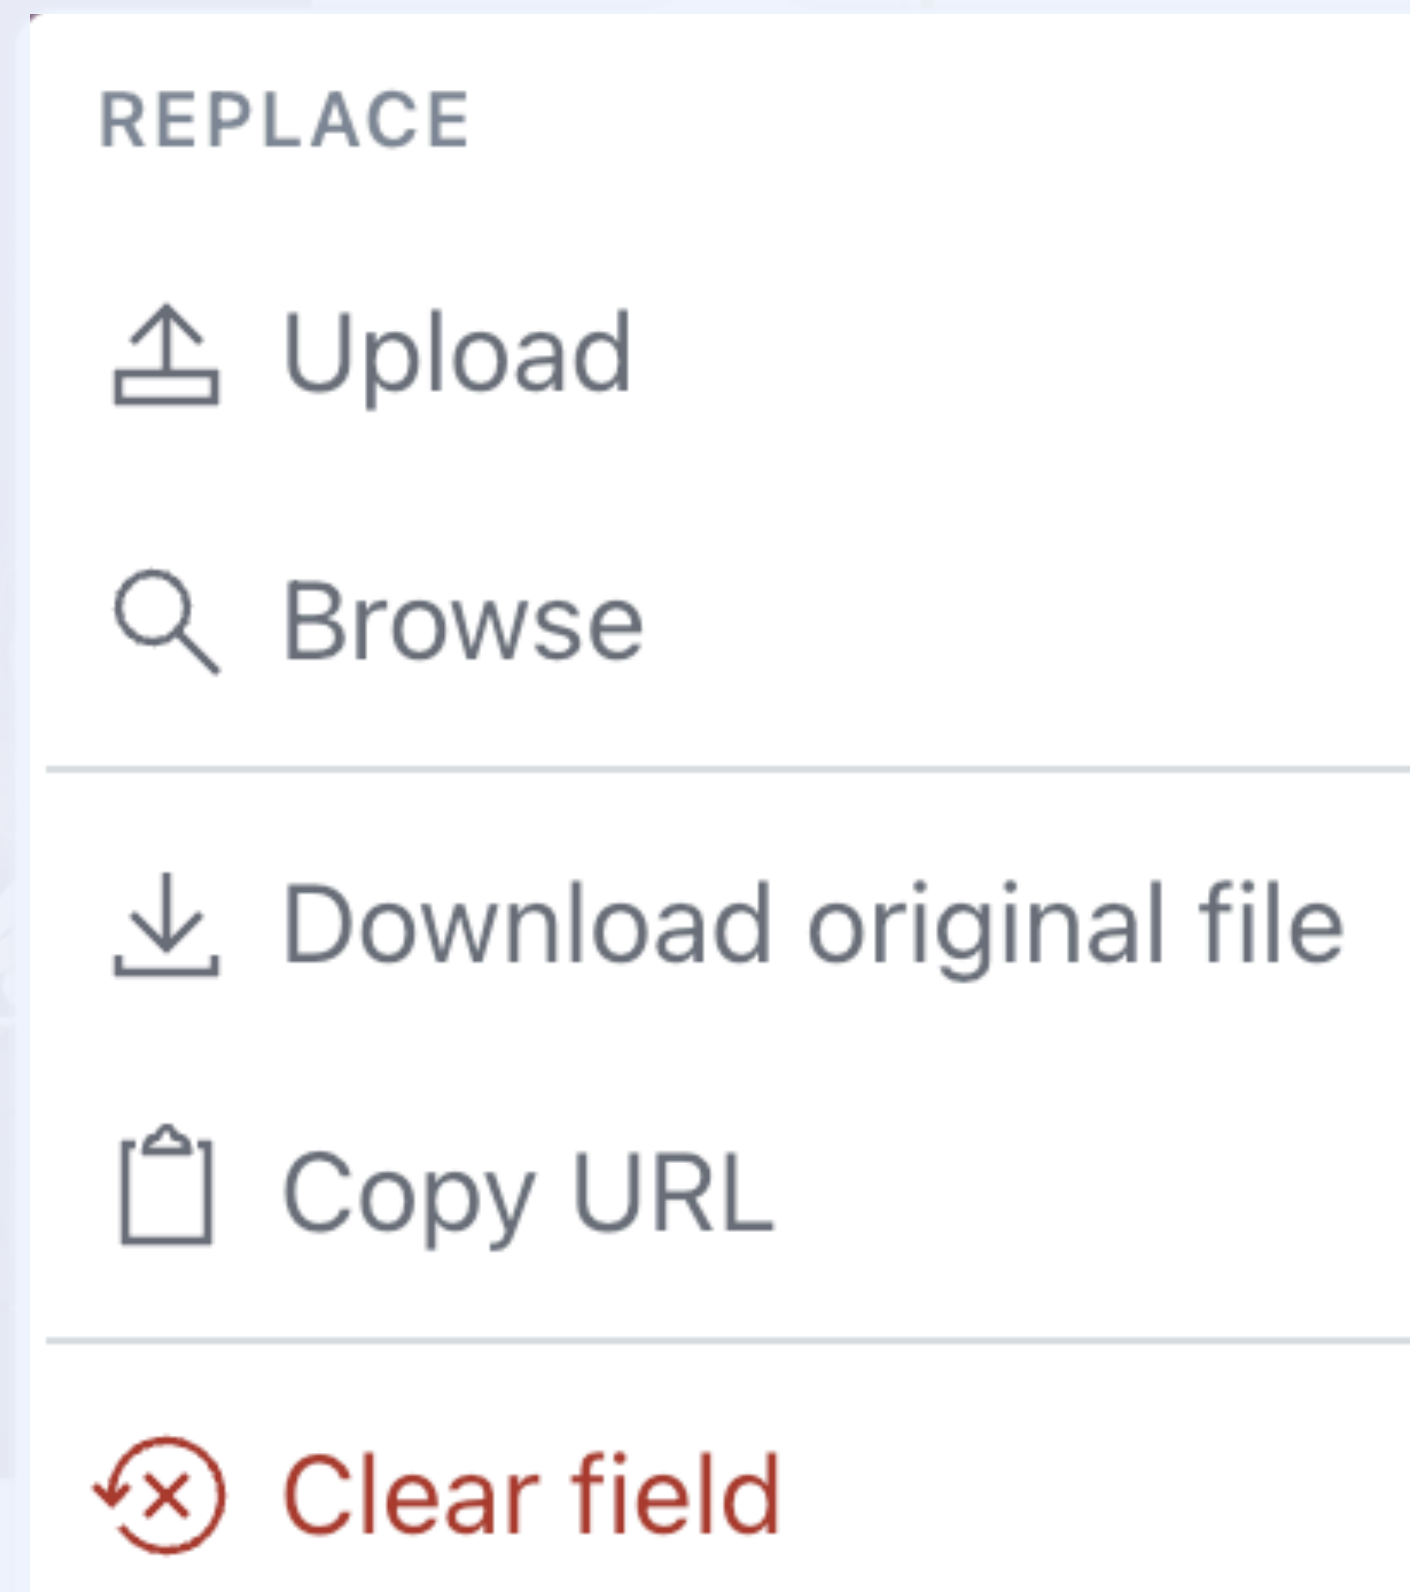 REPLACE
Upload
Browse
Download original file
Copy URL
Clear field